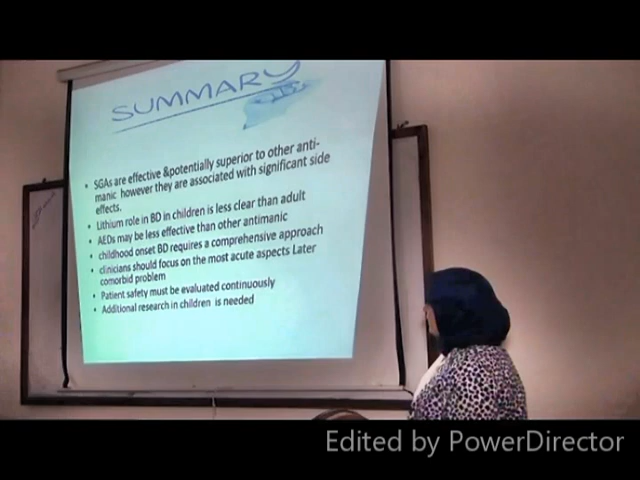 SUMMARY
• SGAs are effective &potentially superior to other anti-
manic however they are associated with significant side
effects.
• Lithium role in BD in children is less clear than adult
• AEDs may be less effective than other antimanic
• childhood onset BD requires a comprehensive approach
• clinicians should focus on the most acute aspects Later
comorbid problem
• Patient safety must be evaluated continuously
• Additional research in children is needed
Edited by PowerDirector